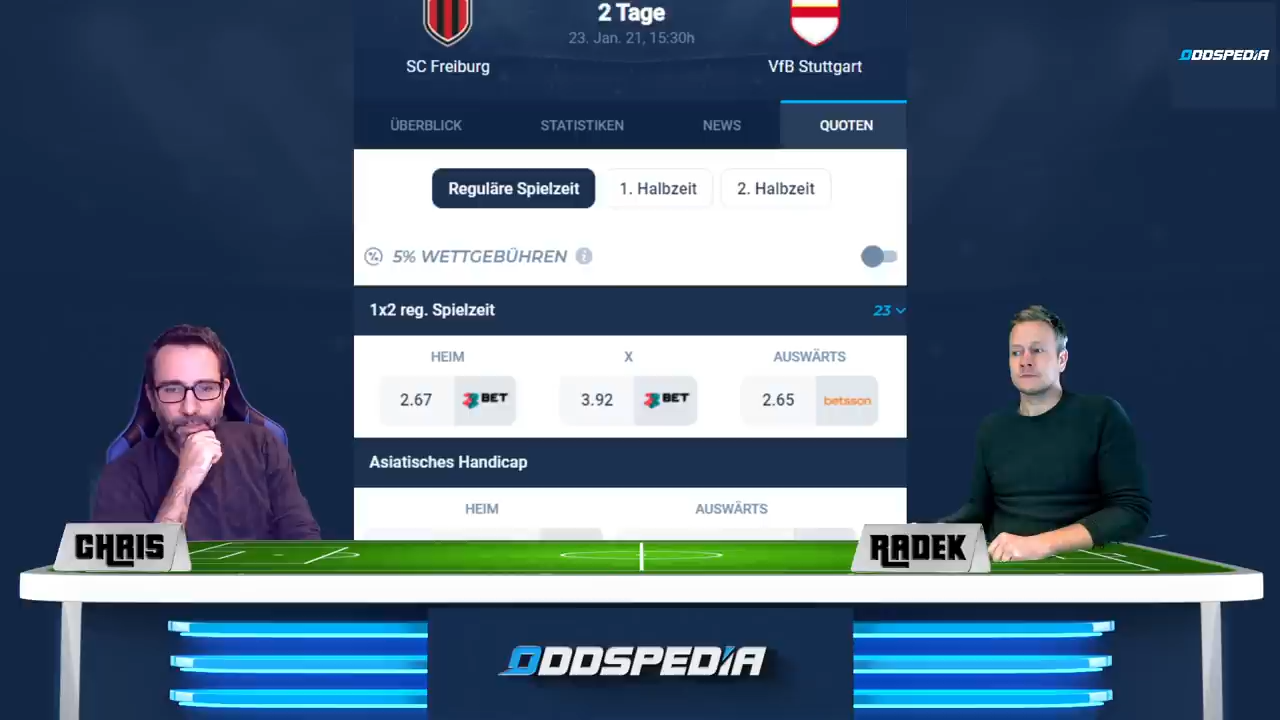 2 Tage
23. Jan. 21, 15:30h
SC Freiburg
VfB Stuttgart
ODDSPEDIA
ÜBERBLICK
STATISTIKEN
NEWS
QUOTEN
Reguläre Spielzeit
1. Halbzeit
2. Halbzeit
5% WETTGEBÜHREN
1x2 reg. Spielzeit
23
HEIM
X
AUSWÄRTS
2.67
22BET
3.92
22BET
2.65
betsson
Asiatisches Handicap
HEIM
AUSWÄRTS
CHRIS
RADEK
ODDSPEDIA